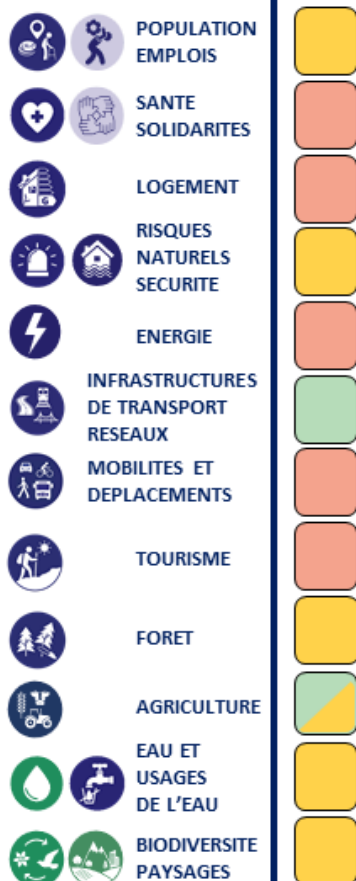 POPULATION
EMPLOIS
SANTE
SOLIDARITES
LOGEMENT
RISQUES
NATURELS
SECURITE
ENERGIE
INFRASTRUCTURES
DE TRANSPORT
RESEAUX
MOBILITES ET
DEPLACEMENTS
TOURISME
FORET
AGRICULTURE
EAU ET
USAGES
DE L'EAU
BIODIVERSITE
PAYSAGES